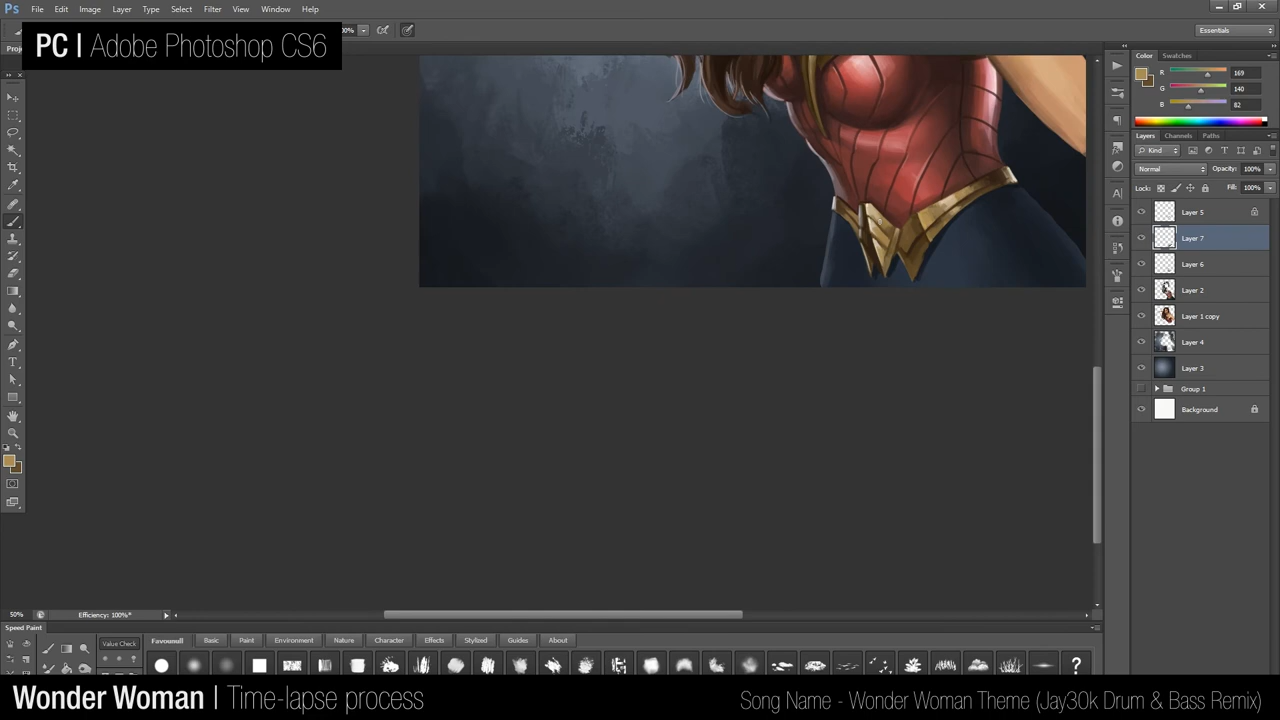 Ps File Edit Image Layer Type Select Filter View Window Help
PC | Adobe Photoshop CS6
00%
Essentials
Proj
Color Swatches
R 169
G 140
B 82
Layers Channels Paths
Kind
Normal Opacity: 100%
Lock: Fill: 100%
Layer 5
Layer 7
Layer 6
Layer 2
Layer 1 copy
Layer 4
Layer 3
Group 1
Background
50% Efficiency: 100%*
Speed Paint
Value Check
Favourull Basic Paint Environment Nature Character Effects Stylized Guides About
?
Wonder Woman | Time-lapse process
Song Name - Wonder Woman Theme (Jay30k Drum & Bass Remix)